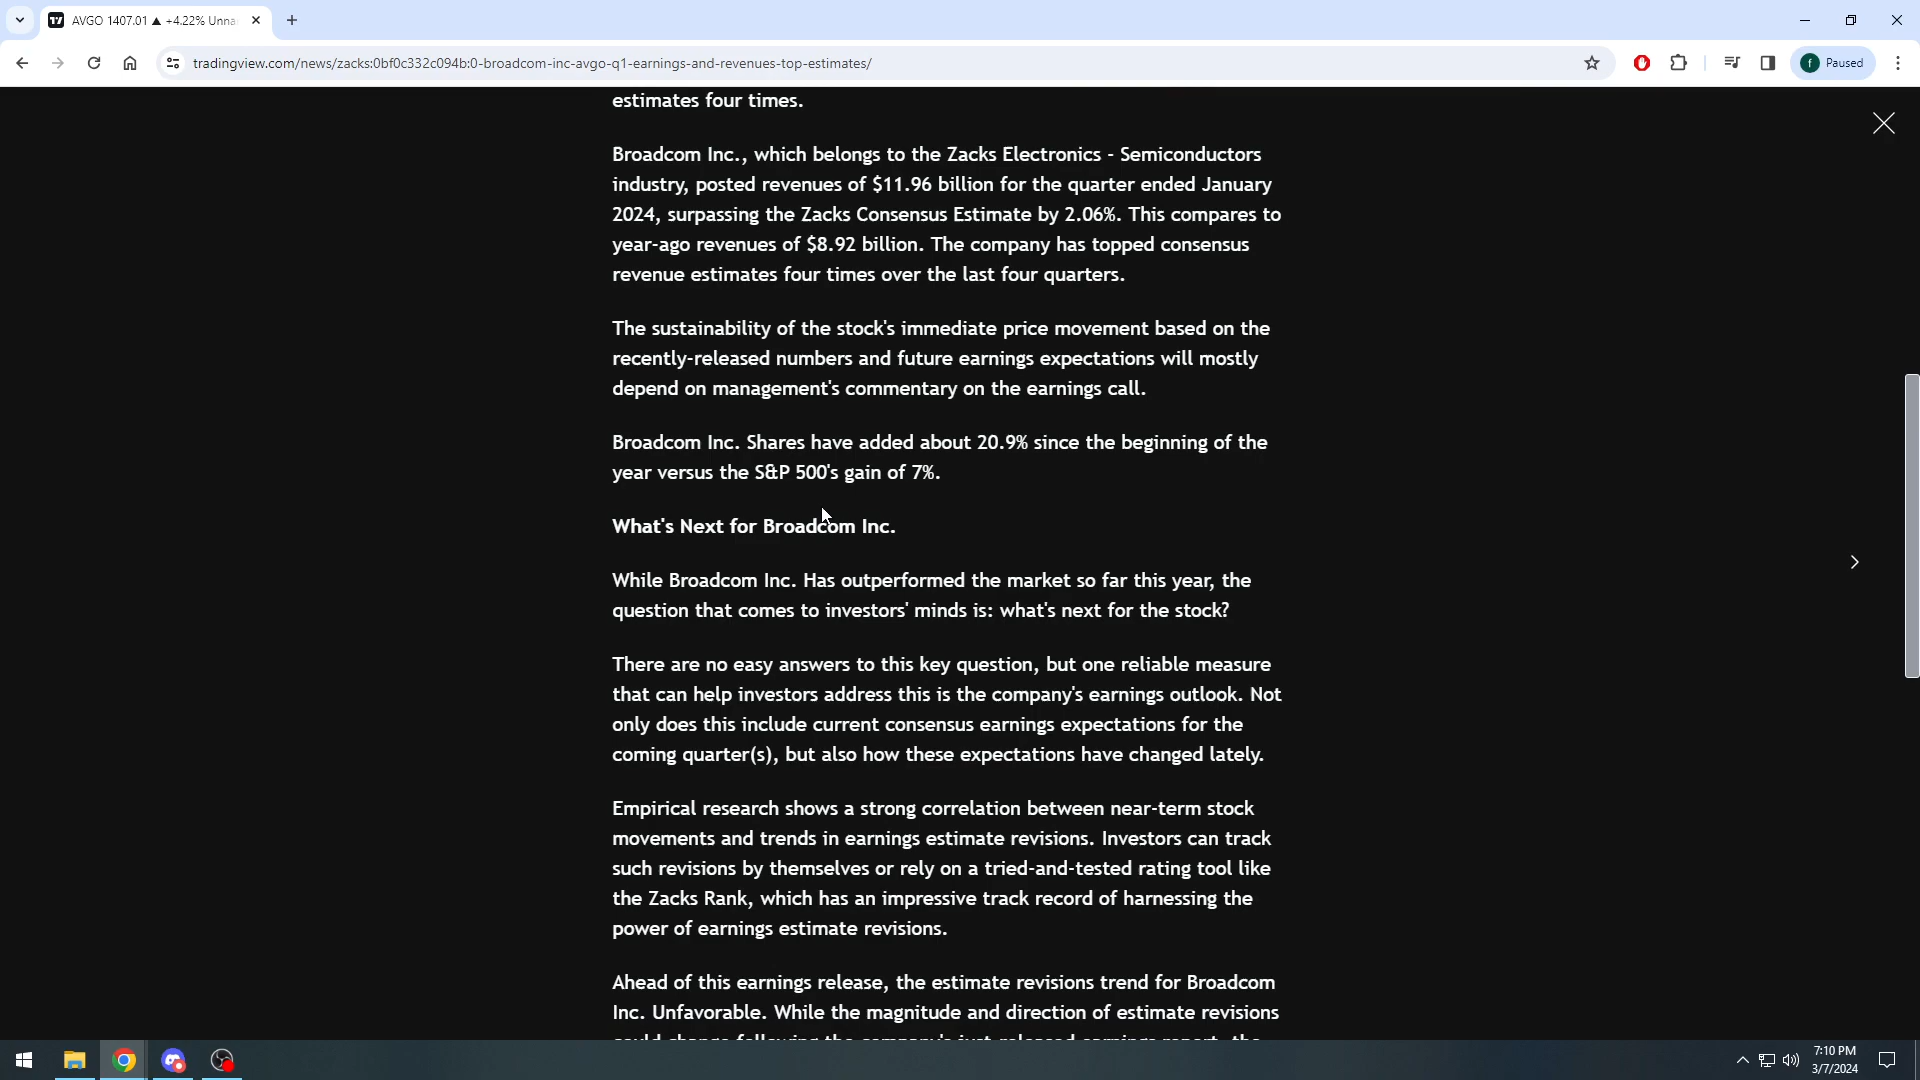 AVGO 1407.01 ▲ +4.22% Unna
tradingview.com/news/zacks:0bf0c332c094b:0-broadcom-inc-avgo-q1-earnings-and-revenues-top-estimates/
f Paused
estimates four times.
Broadcom Inc., which belongs to the Zacks Electronics - Semiconductors
industry, posted revenues of $11.96 billion for the quarter ended January
2024, surpassing the Zacks Consensus Estimate by 2.06%. This compares to
year-ago revenues of $8.92 billion. The company has topped consensus
revenue estimates four times over the last four quarters.
The sustainability of the stock's immediate price movement based on the
recently-released numbers and future earnings expectations will mostly
depend on management's commentary on the earnings call.
Broadcom Inc. Shares have added about 20.9% since the beginning of the
year versus the S&P 500's gain of 7%.
What's Next for Broadcom Inc.
While Broadcom Inc. Has outperformed the market so far this year, the
question that comes to investors' minds is: what's next for the stock?
There are no easy answers to this key question, but one reliable measure
that can help investors address this is the company's earnings outlook. Not
only does this include current consensus earnings expectations for the
coming quarter(s), but also how these expectations have changed lately.
Empirical research shows a strong correlation between near-term stock
movements and trends in earnings estimate revisions. Investors can track
such revisions by themselves or rely on a tried-and-tested rating tool like
the Zacks Rank, which has an impressive track record of harnessing the
power of earnings estimate revisions.
Ahead of this earnings release, the estimate revisions trend for Broadcom
Inc. Unfavorable. While the magnitude and direction of estimate revisions
could change following the company's just-released earnings report, the
7:10 PM
3/7/2024